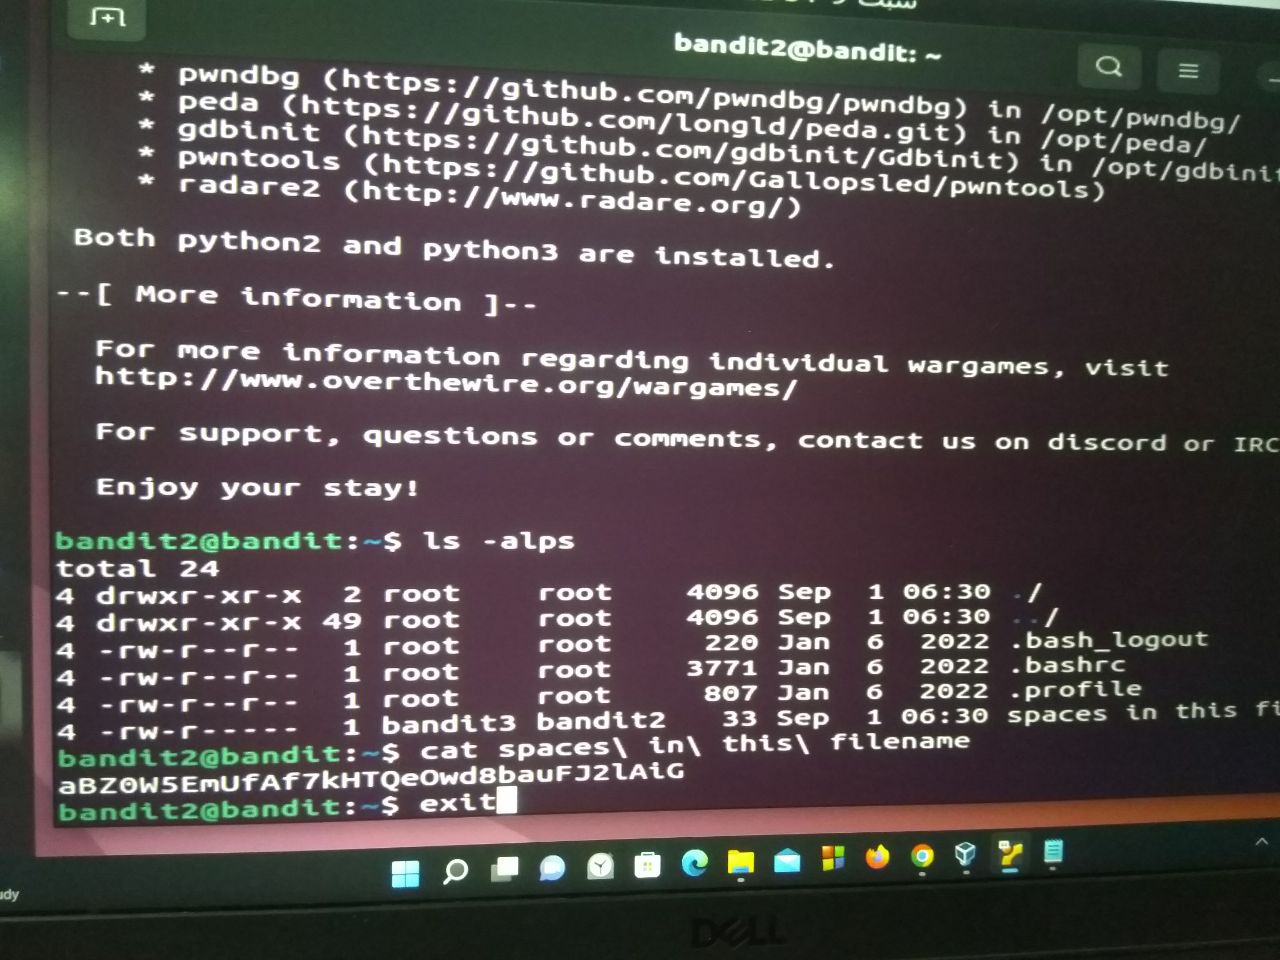 bandit2@bandit: ~
* pwndbg (https://github.com/pwndbg/pwndbg) in /opt/pwndbg/
* peda (https://github.com/longld/peda.git) in /opt/peda/
* gdbinit (https://github.com/gdbinit/Gdbinit) in /opt/gdbinit
* pwntools (https://github.com/Gallopsled/pwntools)
* radare2 (http://www.radare.org/)
Both python2 and python3 are installed.
--[ More information ]--
For more information regarding individual wargames, visit
http://www.overthewire.org/wargames/
For support, questions or comments, contact us on discord or IRC
Enjoy your stay!
bandit2@bandit:~$ ls -alps
total 24
4 drwxr-xr-x 2 root root 4096 Sep 1 06:30 ./
4 drwxr-xr-x 49 root root 4096 Sep 1 06:30 ../
4 -rw-r--r-- 1 root root 220 Jan 6 2022 .bash_logout
4 -rw-r--r-- 1 root root 3771 Jan 6 2022 .bashrc
4 -rw-r--r-- 1 root root 807 Jan 6 2022 .profile
4 -rw-r----- 1 bandit3 bandit2 33 Sep 1 06:30 spaces in this fi
bandit2@bandit:~$ cat spaces\ in\ this\ filename
aBZ0W5EmUfAf7kHTQeOwd8bauFJ2lAiG
bandit2@bandit:~$ exit
DELL